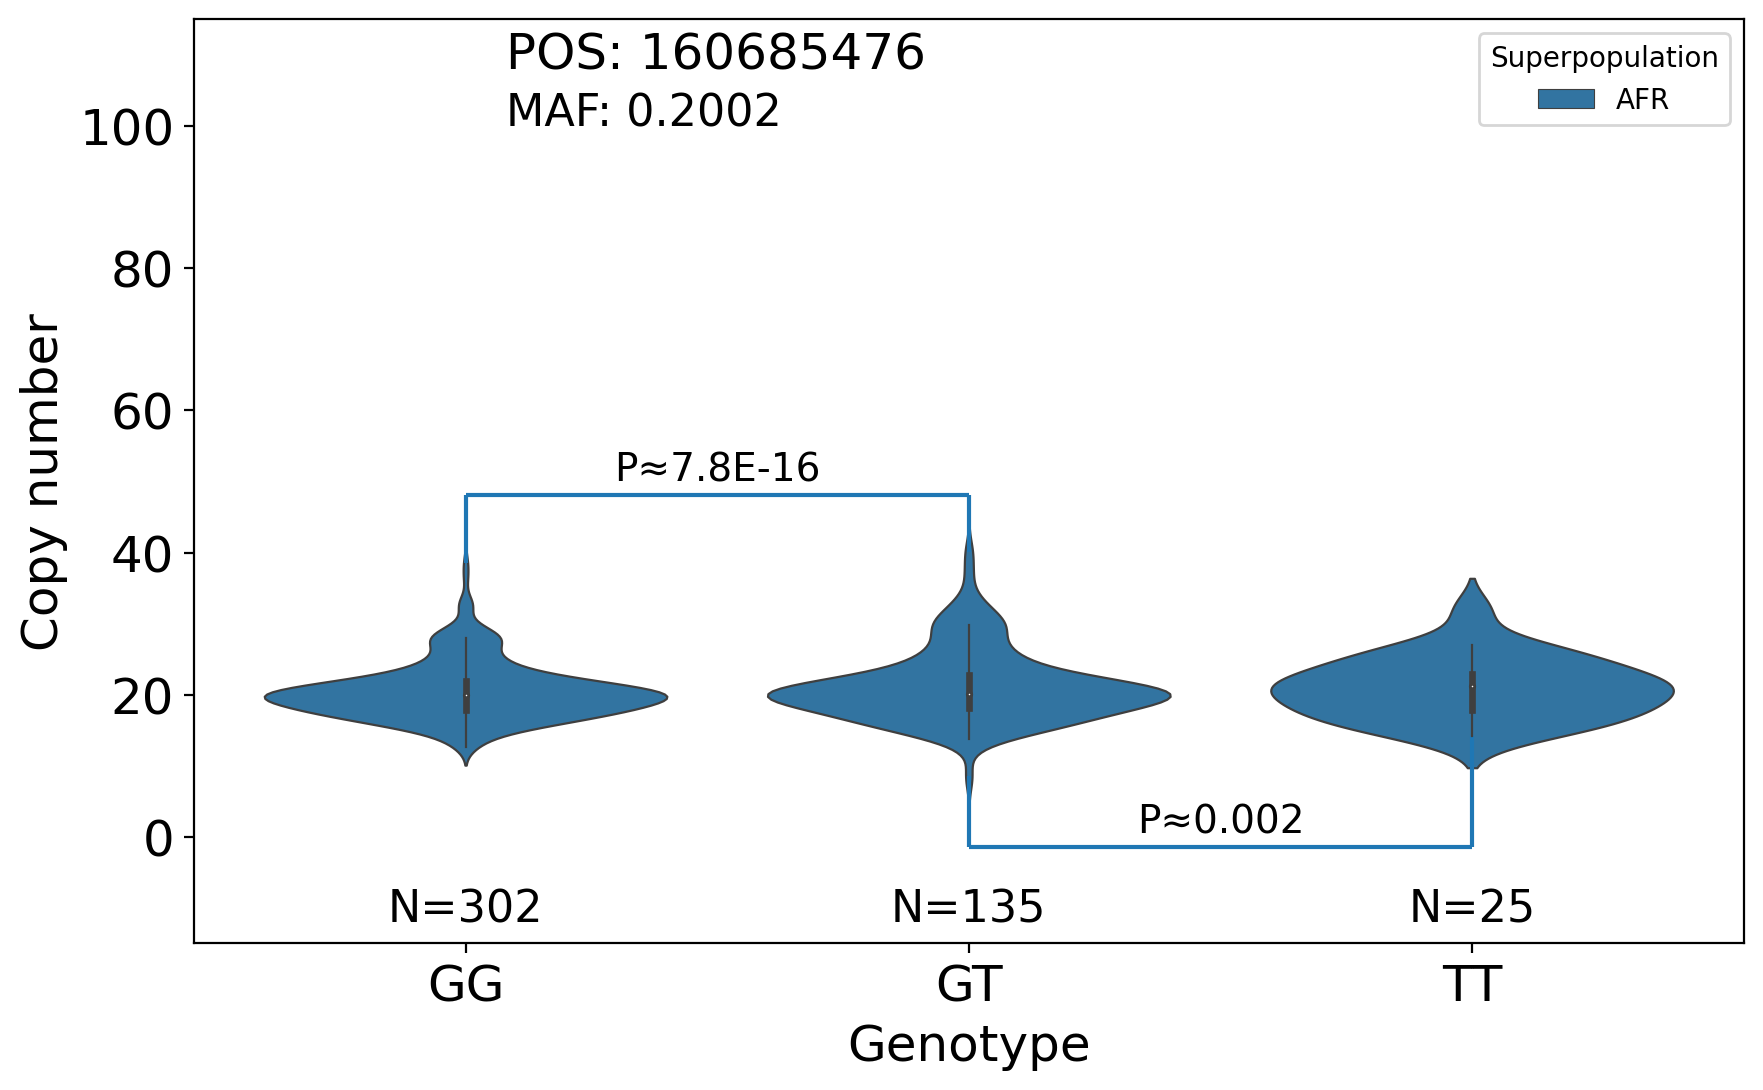 POS: 160685476
MAF: 0.2002
Superpopulation
AFR
Copy number
100
80
60
40
20
0
P≈7.8E-16
P≈0.002
N=302
N=135
N=25
GG
GT
TT
Genotype